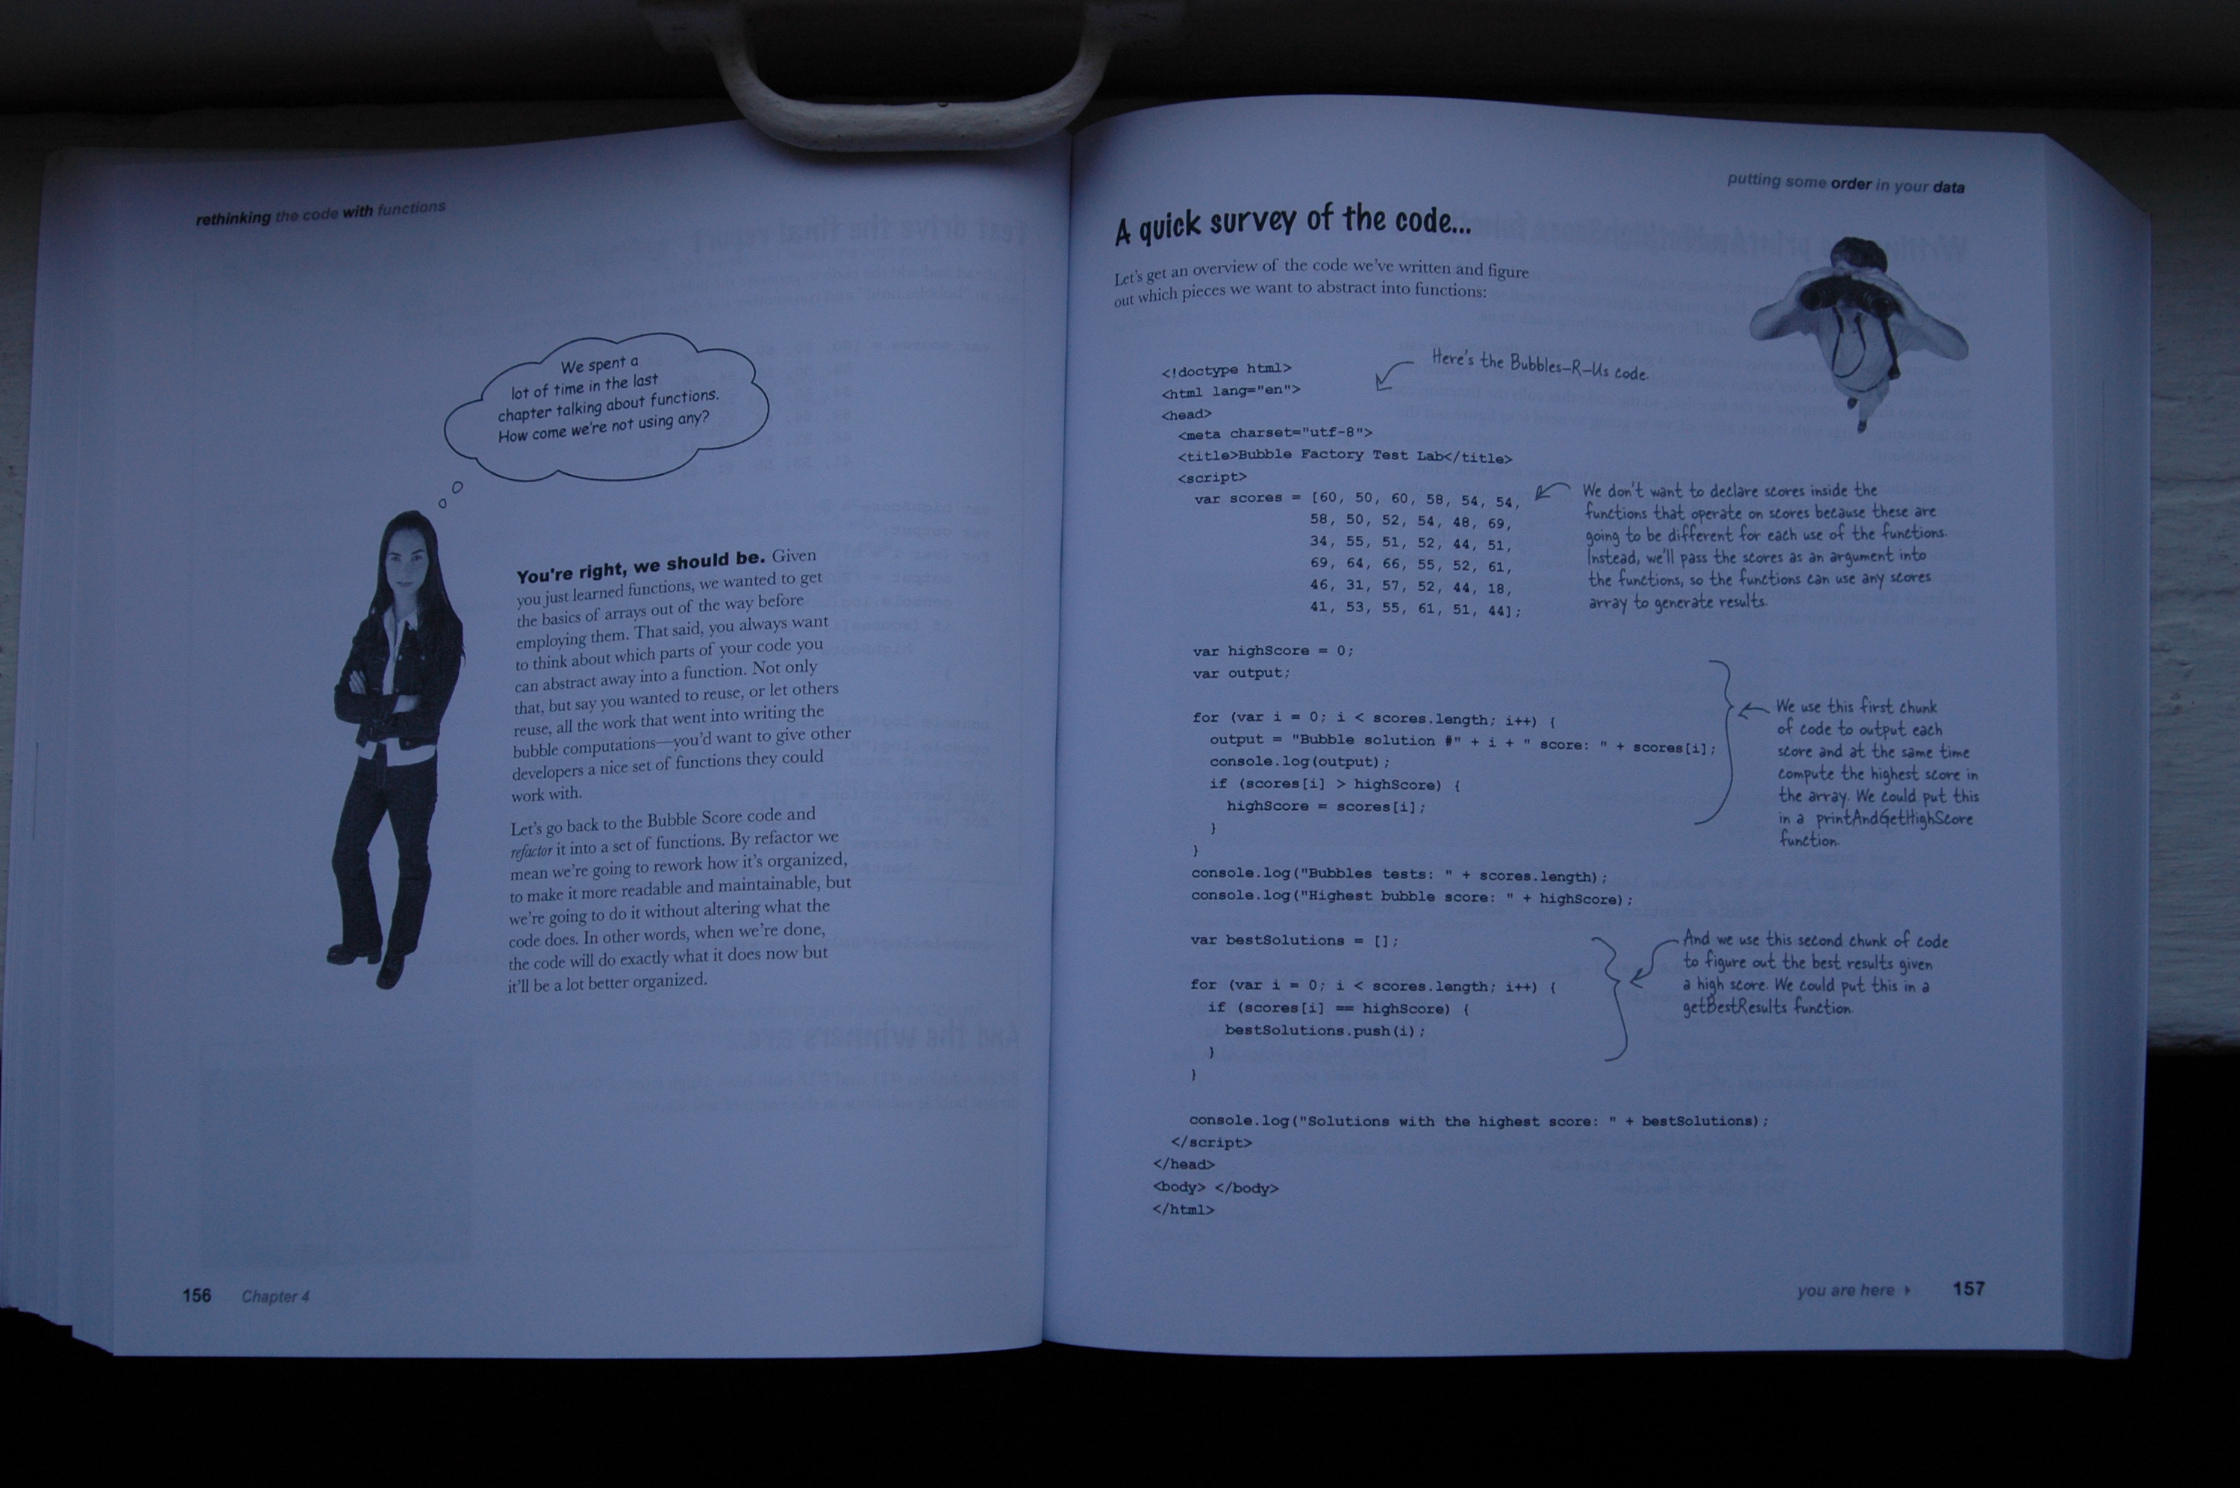 rethinking the code with functions
We spent a
lot of time in the last
chapter talking about functions.
How come we're not using any?
You're right, we should be. Given
you just learned functions, we wanted to get
the basics of arrays out of the way before
employing them. That said, you always want
to think about which parts of your code you
can abstract away into a function. Not only
that, but say you wanted to reuse, or let others
reuse, all the work that went into writing the
bubble computations—you'd want to give other
developers a nice set of functions they could
work with.
Let's go back to the Bubble Score code and
refactor it into a set of functions. By refactor we
mean we're going to rework how it's organized,
to make it more readable and maintainable, but
we're going to do it without altering what the
code does. In other words, when we're done,
the code will do exactly what it does now but
it'll be a lot better organized.
156 Chapter 4
putting some order in your data
A quick survey of the code...
Let's get an overview of the code we've written and figure
out which pieces we want to abstract into functions:
Here's the Bubbles-R-Us code.
<!doctype html>
<html lang="en">
<head>
<meta charset="utf-8">
<title>Bubble Factory Test Lab</title>
<script>
var scores = [60, 50, 60, 58, 54, 54,
58, 50, 52, 54, 48, 69,
34, 55, 51, 52, 44, 51,
69, 64, 66, 55, 52, 61,
46, 31, 57, 52, 44, 18,
41, 53, 55, 61, 51, 44];
We don't want to declare scores inside the
functions that operate on scores because these are
going to be different for each use of the functions.
Instead, we'll pass the scores as an argument into
the functions, so the functions can use any scores
array to generate results.
var highScore = 0;
var output;
for (var i = 0; i < scores.length; i++) {
output = "Bubble solution #" + i + " score: " + scores[i];
console.log(output);
if (scores[i] > highScore) {
highScore = scores[i];
}
}
We use this first chunk
of code to output each
score and at the same time
compute the highest score in
the array. We could put this
in a printAndGetHighScore
function.
console.log("Bubbles tests: " + scores.length);
console.log("Highest bubble score: " + highScore);
var bestSolutions = [];
for (var i = 0; i < scores.length; i++) {
if (scores[i] == highScore) {
bestSolutions.push(i);
}
}
And we use this second chunk of code
to figure out the best results given
a high score. We could put this in a
getBestResults function.
console.log("Solutions with the highest score: " + bestSolutions);
</script>
</head>
<body> </body>
</html>
you are here 157